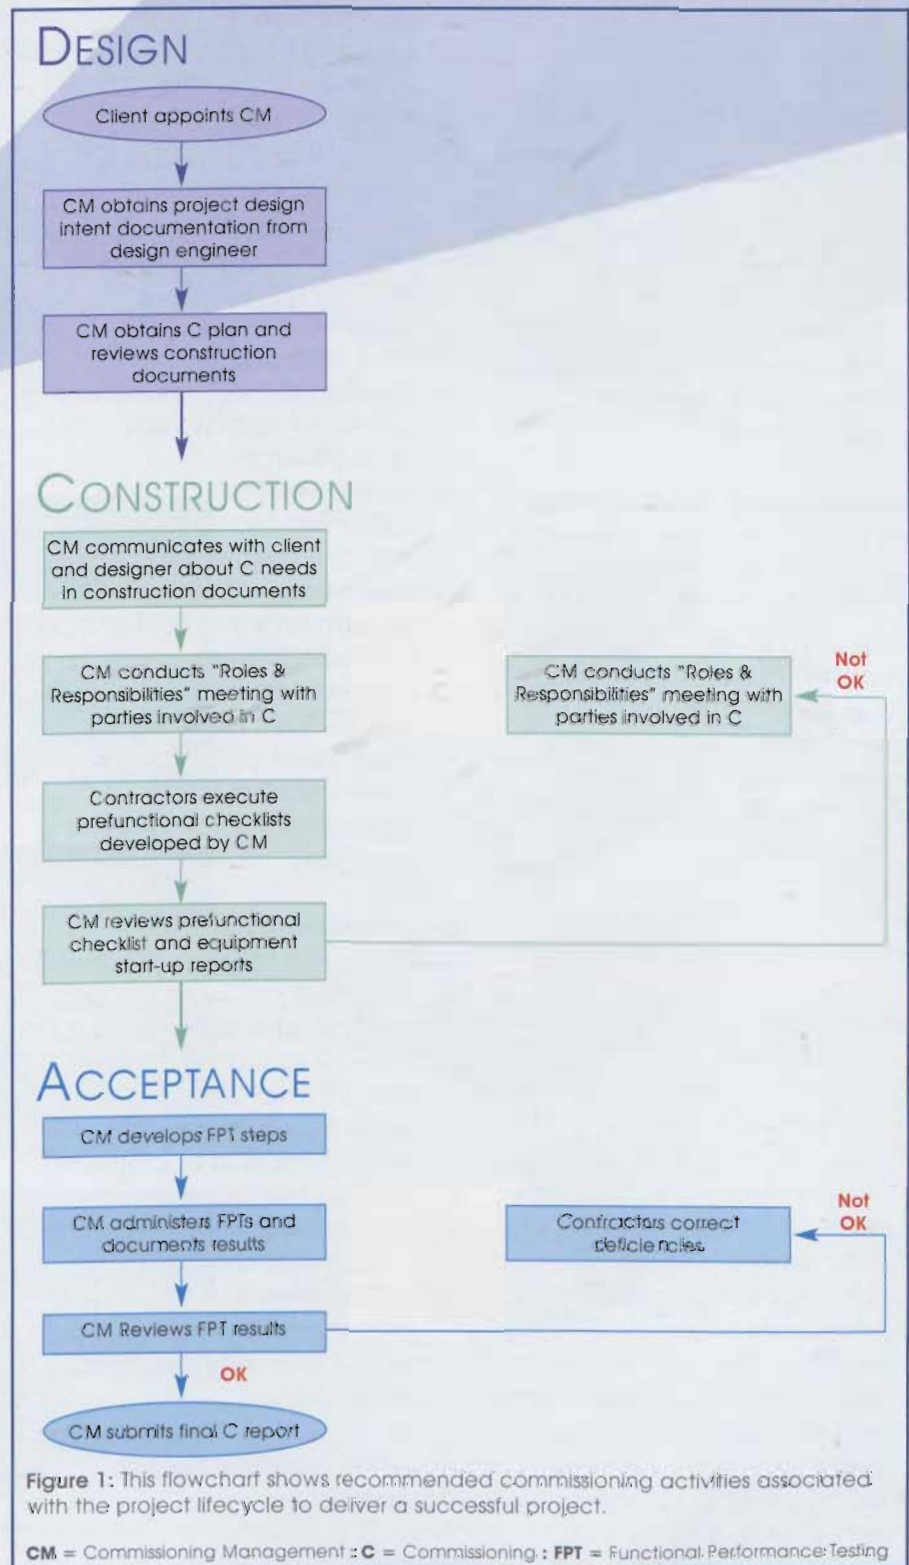 DESIGN
Client appoints CM
CM obtains project design
intent documentation from
design engineer
CM obtains C plan and
reviews construction
documents
CONSTRUCTION
CM communicates with client
and designer about C needs
in construction documents
CM conducts "Roles &
Responsibilities" meeting with
parties involved in C
CM conducts "Roles &
Responsibilities" meeting with
parties involved in C
Not
OK
Contractors execute
prefunctional checklists
developed by CM
CM reviews prefunctional
checklist and equipment
start-up reports
ACCEPTANCE
CM develops FPT steps
CM administers FPTs and
documents results
Contractors correct
deficiencies
Not
OK
CM Reviews FPT results
OK
CM submits final C report
Figure 1: This flowchart shows recommended commissioning activities associated
with the project lifecycle to deliver a successful project.
CM = Commissioning Management : C = Commissioning : FPT = Functional Performance Testing